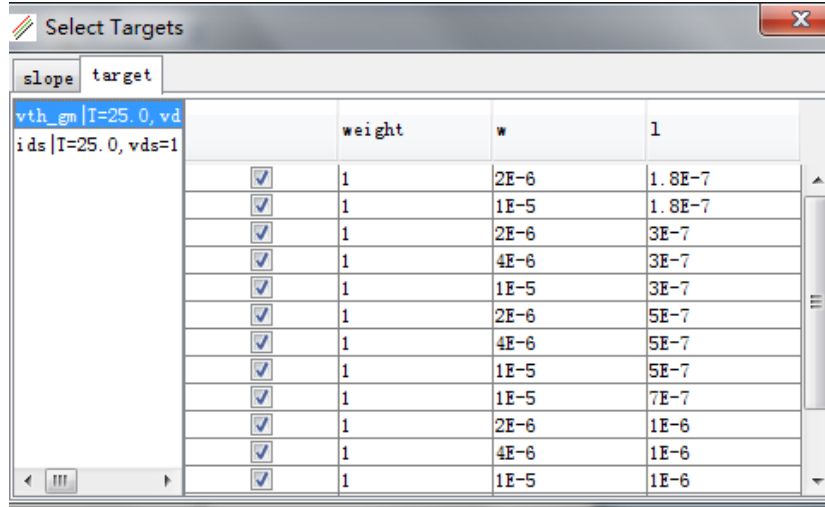 Select Targets
slope target
vth_gm|T=25.0, vd
ids|T=25.0, vds=1
weight w l
1 2E-6 1.8E-7
1 1E-5 1.8E-7
1 2E-6 3E-7
1 4E-6 3E-7
1 1E-5 3E-7
1 2E-6 5E-7
1 4E-6 5E-7
1 1E-5 5E-7
1 1E-5 7E-7
1 2E-6 1E-6
1 4E-6 1E-6
1 1E-5 1E-6